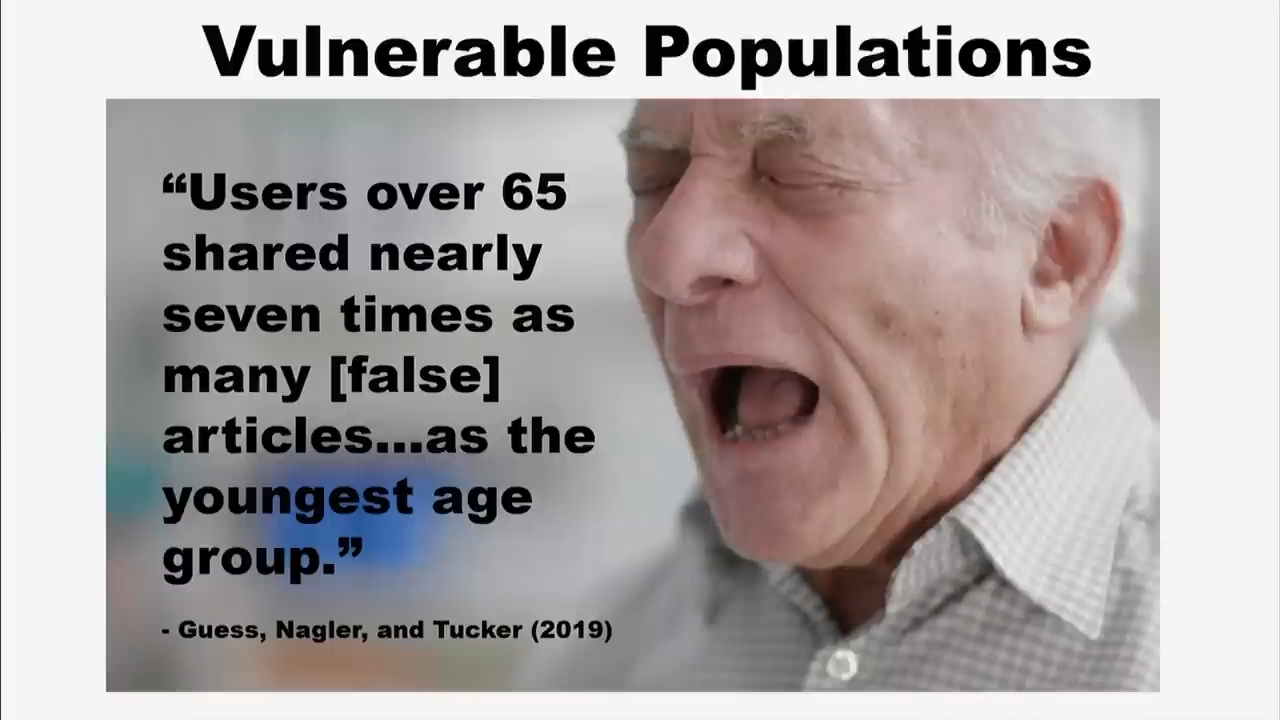 Vulnerable Populations
“Users over 65
shared nearly
seven times as
many [false]
articles...as the
youngest age
group.”
- Guess, Nagler, and Tucker (2019)